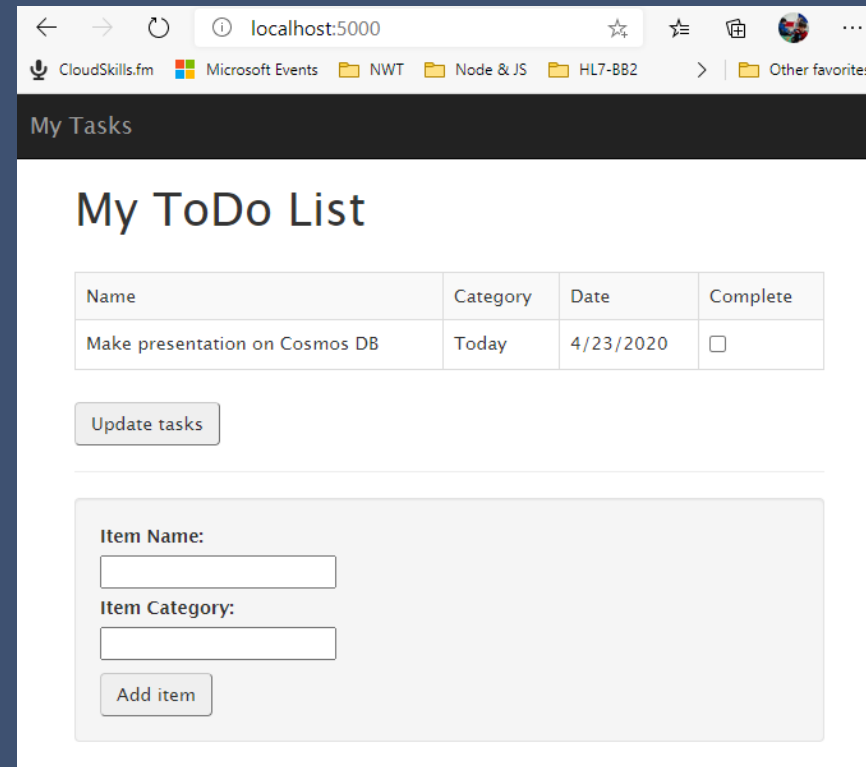 localhost:5000
CloudSkills.fm Microsoft Events NWT Node & JS HL7-BB2 Other favorites
My Tasks
My ToDo List
Name Category Date Complete
Make presentation on Cosmos DB Today 4/23/2020
Update tasks
Item Name:
Item Category:
Add item